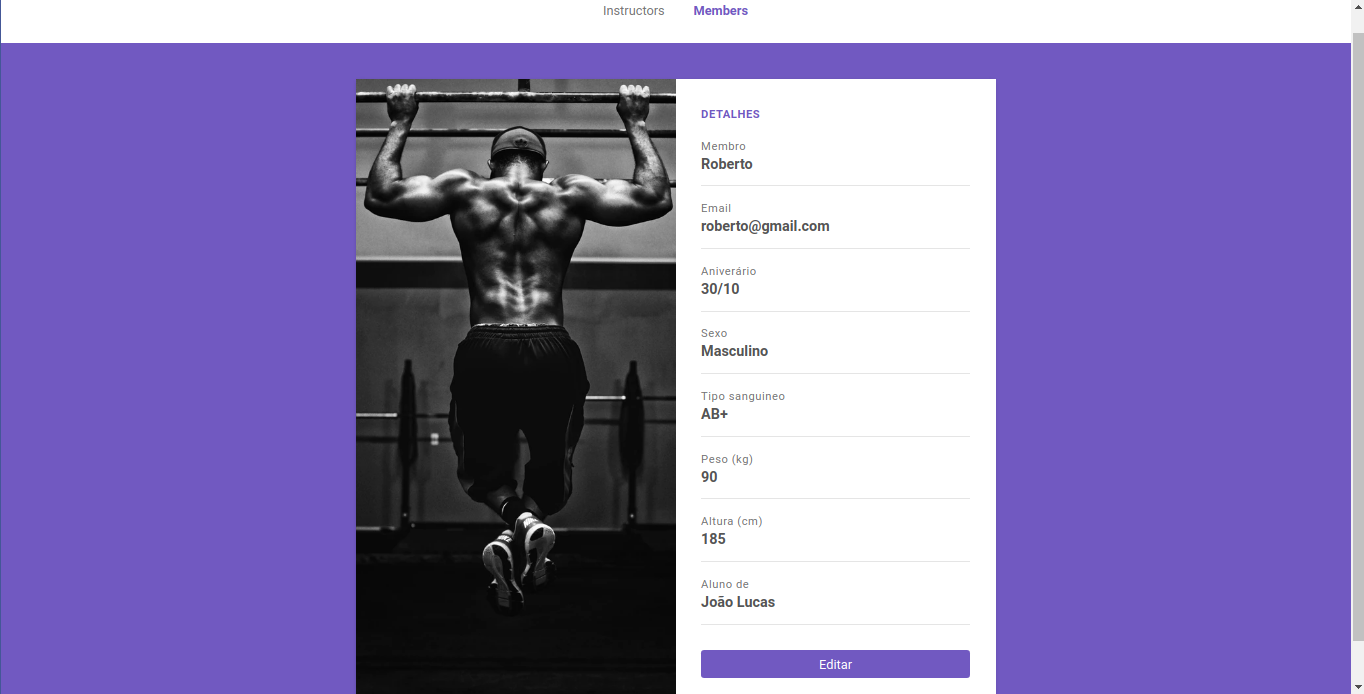 Instructors Members
DETALHES
Membro
Roberto
Email
roberto@gmail.com
Aniverário
30/10
Sexo
Masculino
Tipo sanguineo
AB+
Peso (kg)
90
Altura (cm)
185
Aluno de
João Lucas
Editar